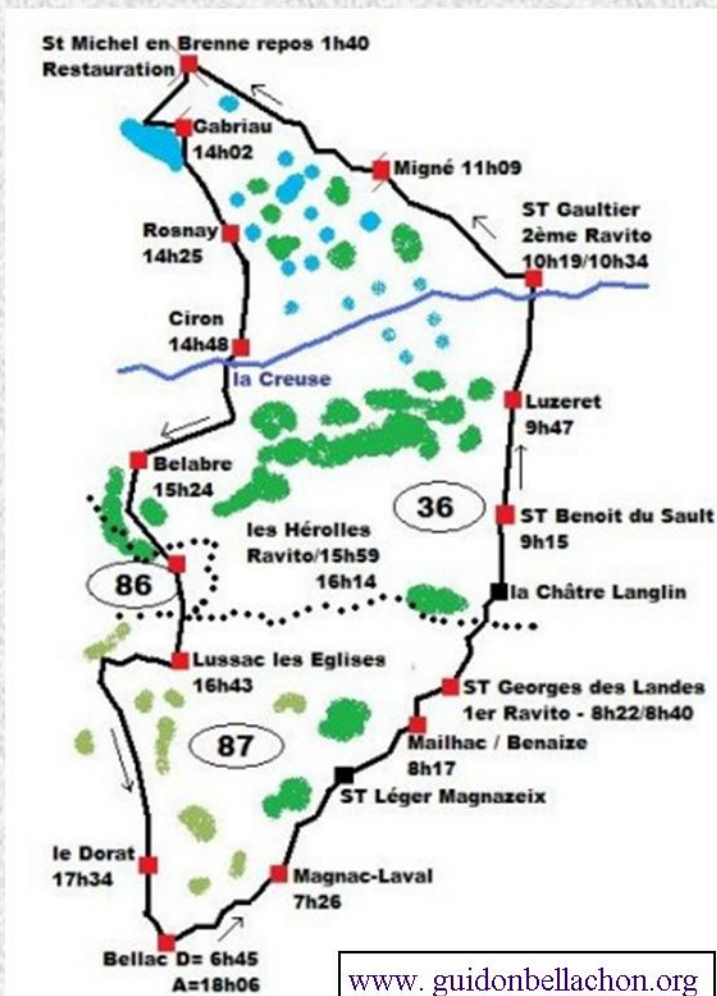 St Michel en Brenne repos 1h40
Restauration
Gabriau
14h02
Migné 11h09
ST Gaultier
2ème Ravito
10h19/10h34
Rosnay
14h25
Ciron
14h48
la Creuse
Luzeret
9h47
Belabre
15h24
36
ST Benoit du Sault
9h15
les Hérolles
Ravito/15h59
16h14
86
la Châtre Langlin
Lussac les Eglises
16h43
ST Georges des Landes
1er Ravito - 8h22/8h40
87
Mailhac / Benaize
8h17
ST Léger Magnazeix
le Dorat
17h34
Magnac-Laval
7h26
Bellac D= 6h45
A=18h06
www. guidonbellachon.org